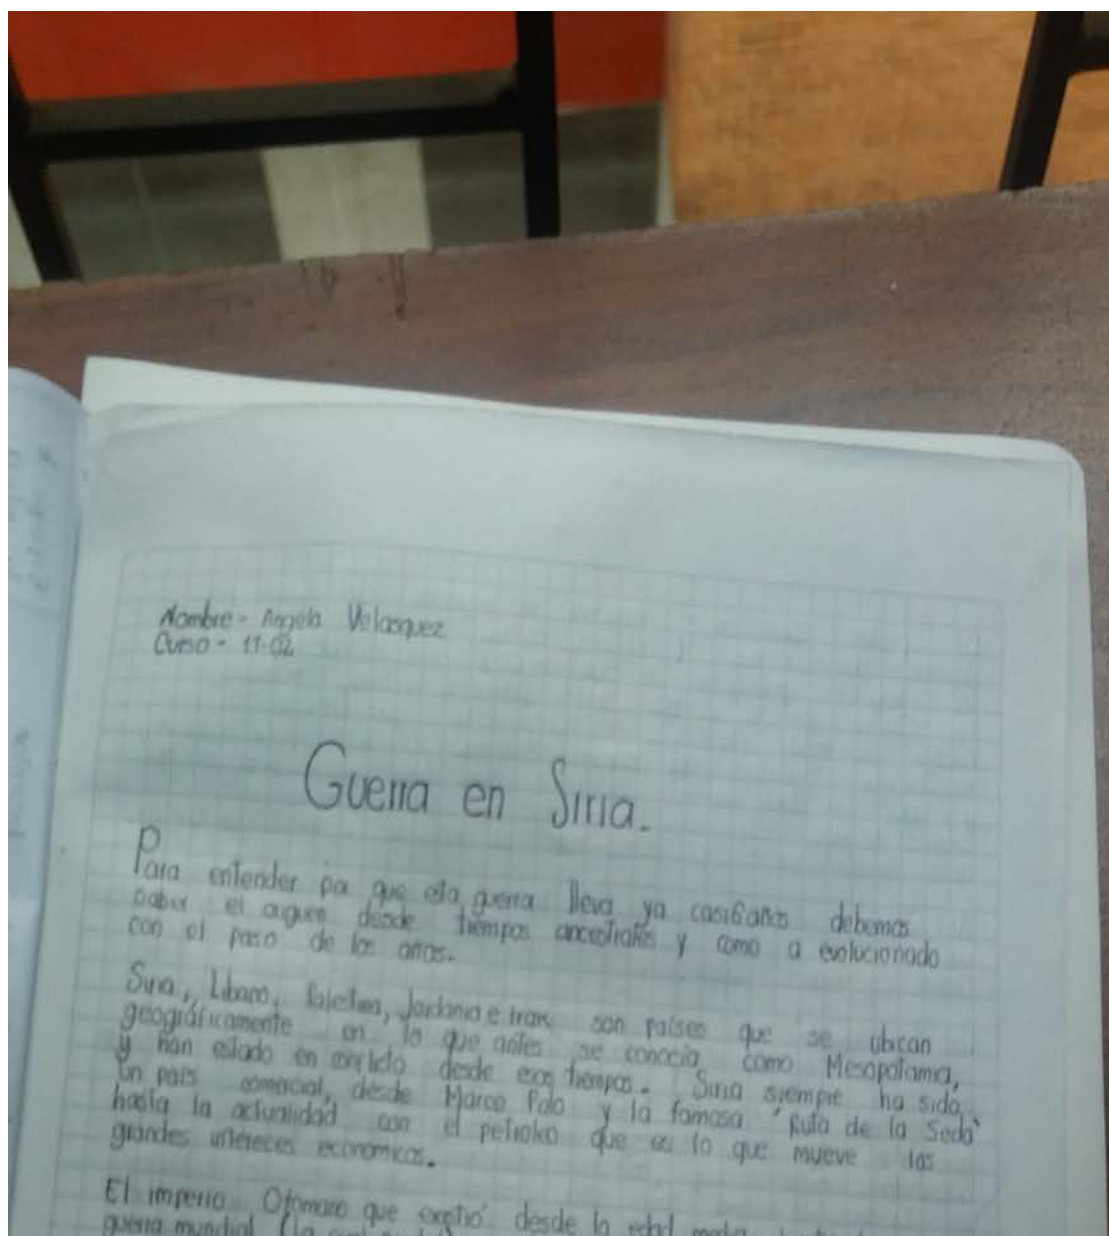 Nombre - Angela Velasquez
Curso - 11-02
Guerra en Siria.
Para entender por que esta guerra lleva ya casi 6 años debemos
saber el origen desde tiempos ancestrales y como a evolucionado
con el paso de los años.
Siria, Libano, Palestina, Jordania e Iran son países que se ubican
geográficamente en lo que antes se conocia como Mesopotamia,
y han estado en conflicto desde esos tiempos. Siria siempre ha sido
un pais comercial, desde Marco Polo y la famosa "Ruta de la Seda"
hasta la actualidad con el petroleo que es lo que mueve los
grandes intereces economicos.
El imperio Otomano que existio desde la edad media
guerra mundial